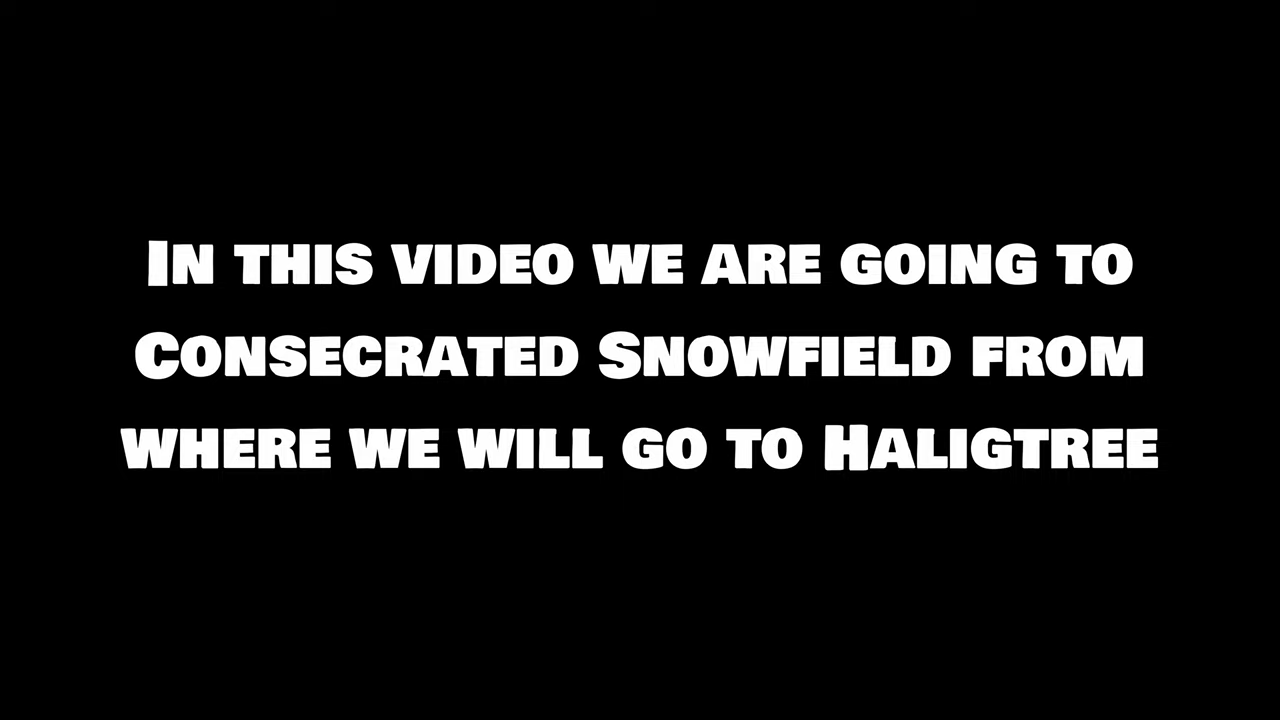 In this video we are going to
Consecrated Snowfield from
where we will go to Haligtree